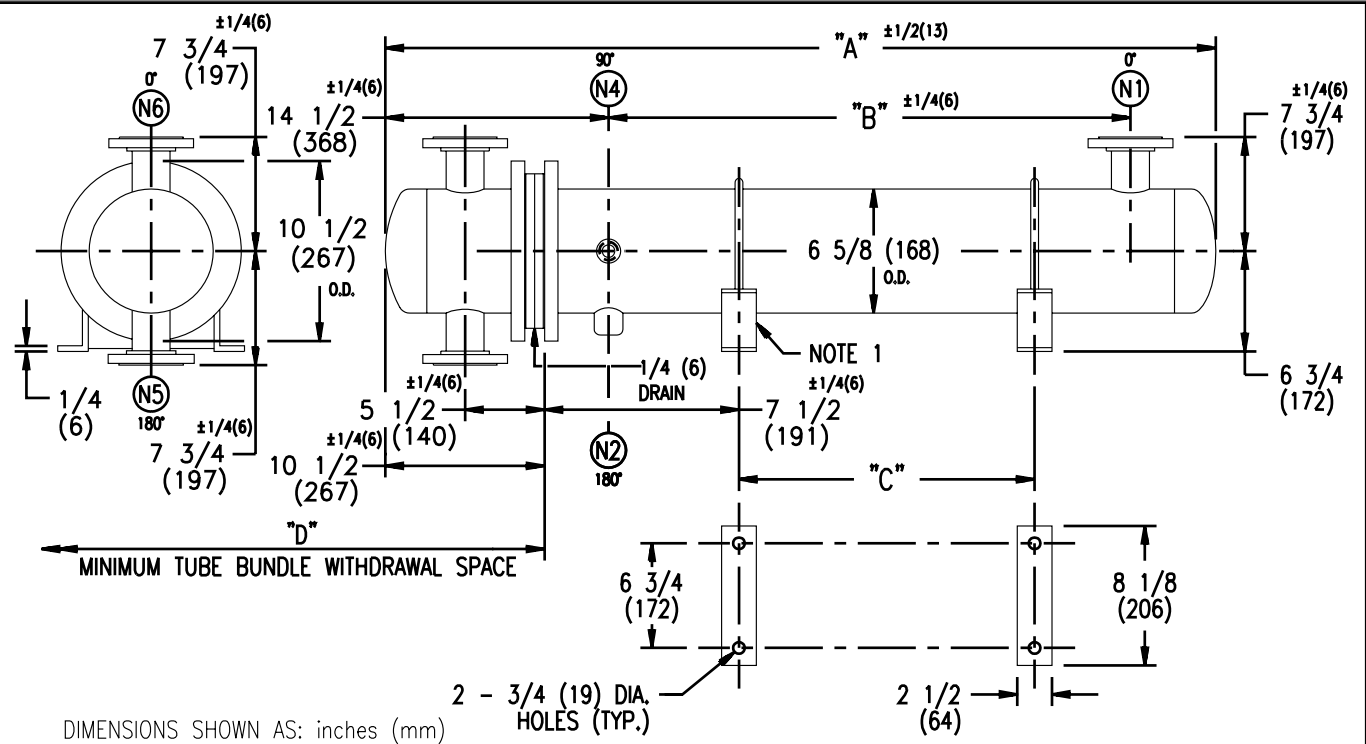 ±1/4(6)
7 3/4
(197)
0°
N6
±1/4(6)
14 1/2
(368)
90°
N4
"A" ±1/2(13)
"B" ±1/4(6)
0°
N1
±1/4(6)
7 3/4
(197)
10 1/2
(267)
O.D.
6 5/8 (168)
O.D.
NOTE 1
1/4 (6)
DRAIN
6 3/4
(172)
1/4
(6)
N5
180°
±1/4(6)
7 3/4
(197)
±1/4(6)
5 1/2
(140)
±1/4(6)
10 1/2
(267)
±1/4(6)
7 1/2
(191)
N2
180°
"C"
"D"
MINIMUM TUBE BUNDLE WITHDRAWAL SPACE
6 3/4
(172)
8 1/8
(206)
2 - 3/4 (19) DIA.
HOLES (TYP.)
2 1/2
(64)
DIMENSIONS SHOWN AS: inches (mm)